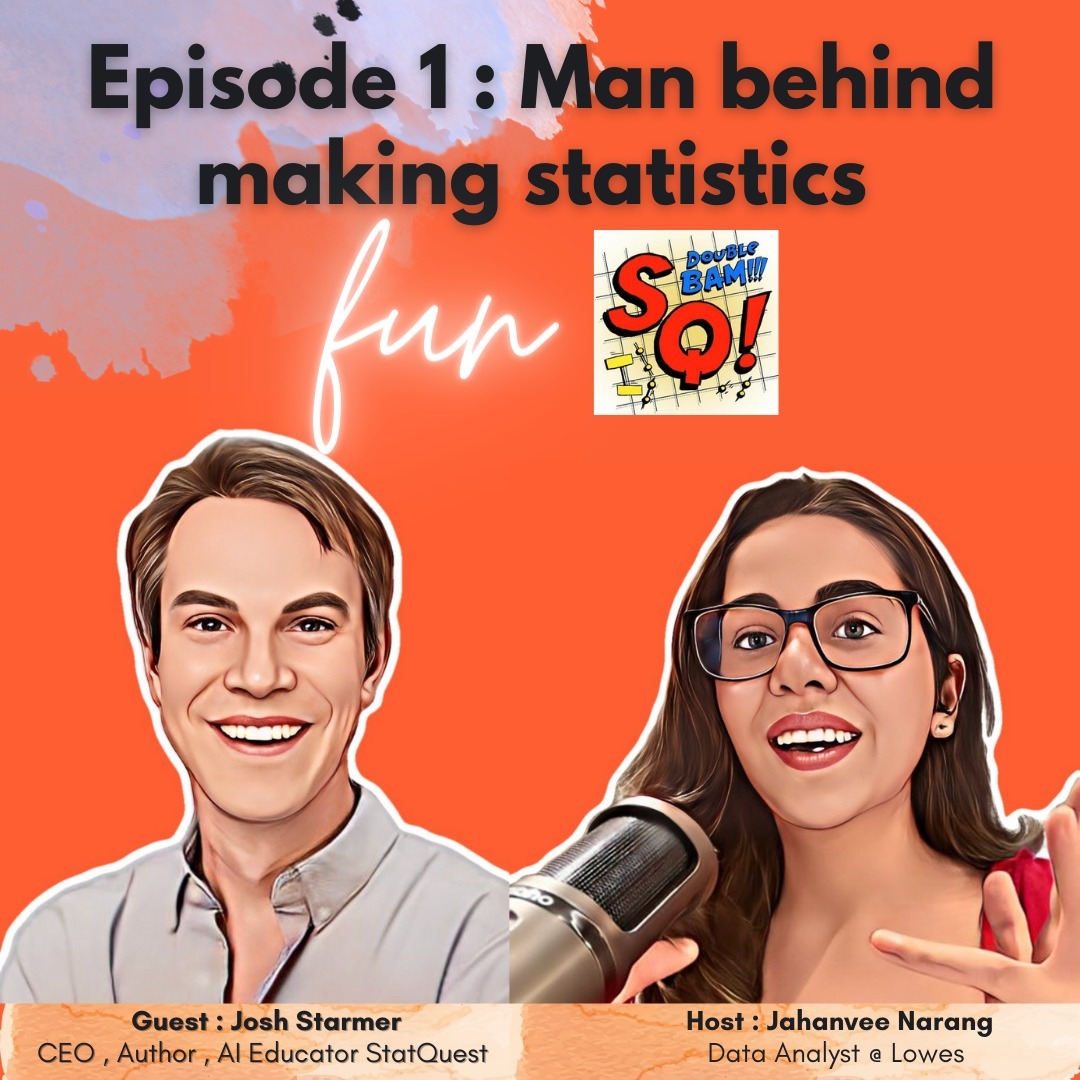 Episode 1 : Man behind
making statistics
fun
DOUBLE
BAM!!!
SQ!
Guest : Josh Starmer
CEO , Author , AI Educator StatQuest
Host : Jahanvee Narang
Data Analyst @ Lowes